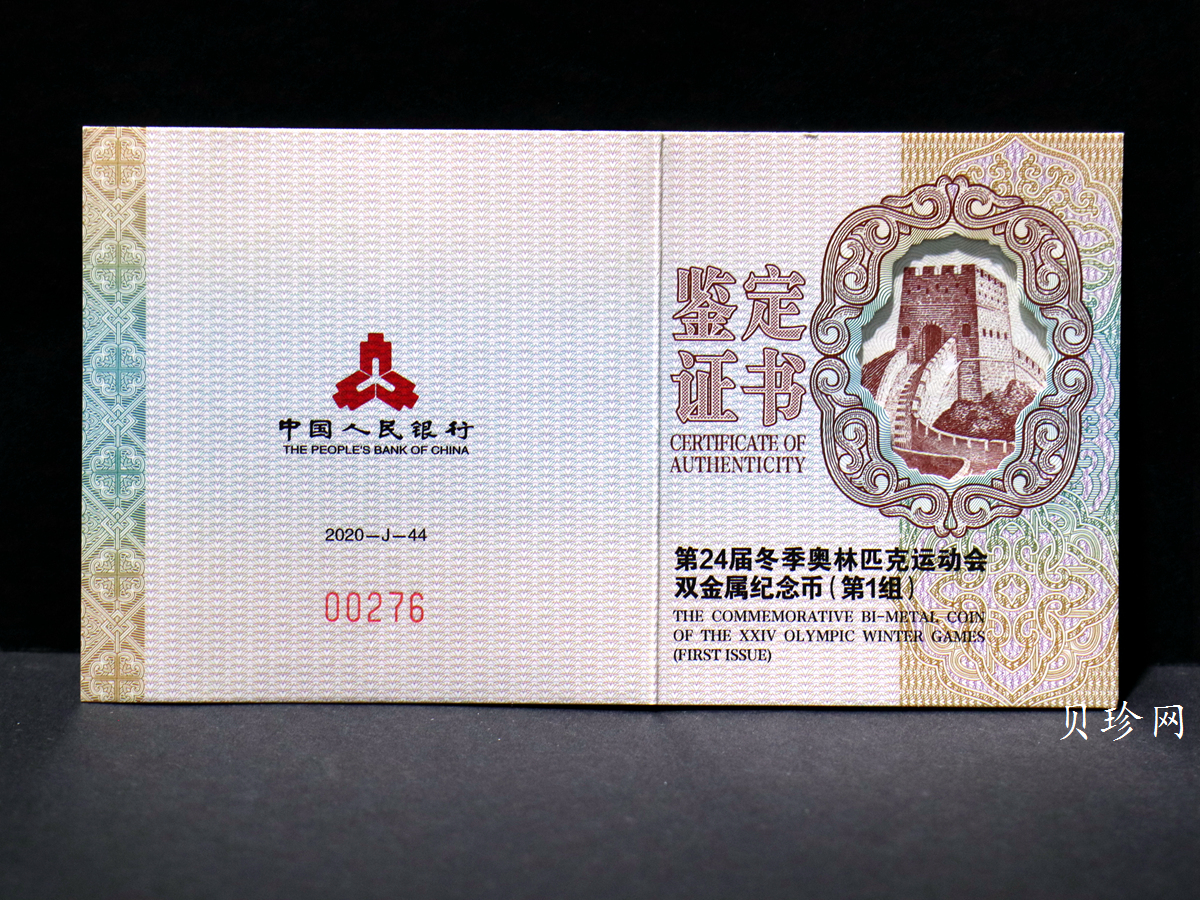 中国人民银行
THE PEOPLE'S BANK OF CHINA
2020—J—44
00276
鉴定
证书
CERTIFICATE OF
AUTHENTICITY
第24届冬季奥林匹克运动会
双金属纪念币（第1组）
THE COMMEMORATIVE BI-METAL COIN
OF THE XXIV OLYMPIC WINTER GAMES
(FIRST ISSUE)
贝珍网